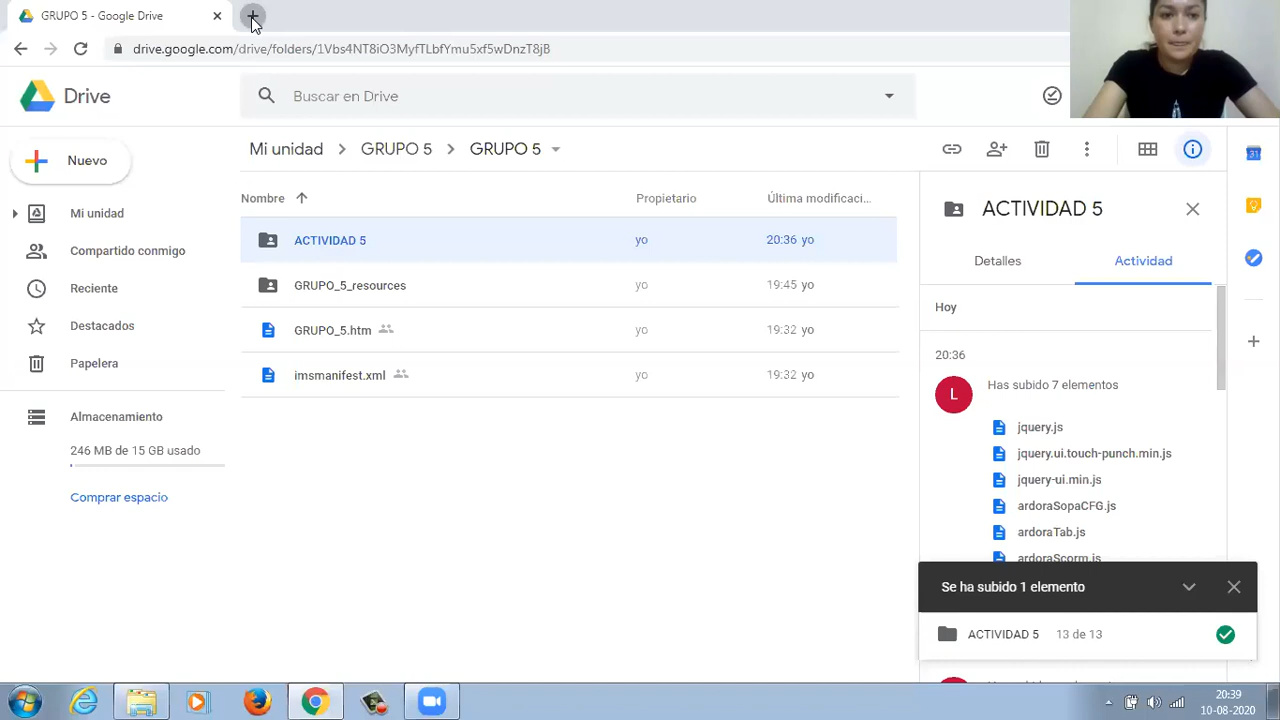 GRUPO 5 - Google Drive
drive.google.com/drive/folders/1Vbs4NT8iO3MyfTLbfYmu5xf5wDnzT8jB
Drive
Buscar en Drive
Nuevo
Mi unidad
Compartido conmigo
Reciente
Destacados
Papelera
Almacenamiento
246 MB de 15 GB usado
Comprar espacio
Mi unidad > GRUPO 5 > GRUPO 5
Nombre Propietario Última modificaci...
ACTIVIDAD 5 yo 20:36 yo
GRUPO_5_resources yo 19:45 yo
GRUPO_5.htm yo 19:32 yo
imsmanifest.xml yo 19:32 yo
ACTIVIDAD 5
Detalles Actividad
Hoy
20:36
L Has subido 7 elementos
jquery.js
jquery.ui.touch-punch.min.js
jquery-ui.min.js
ardoraSopaCFG.js
ardoraTab.js
ardoraScorm.js
Se ha subido 1 elemento
ACTIVIDAD 5 13 de 13
31
20:39
10-08-2020